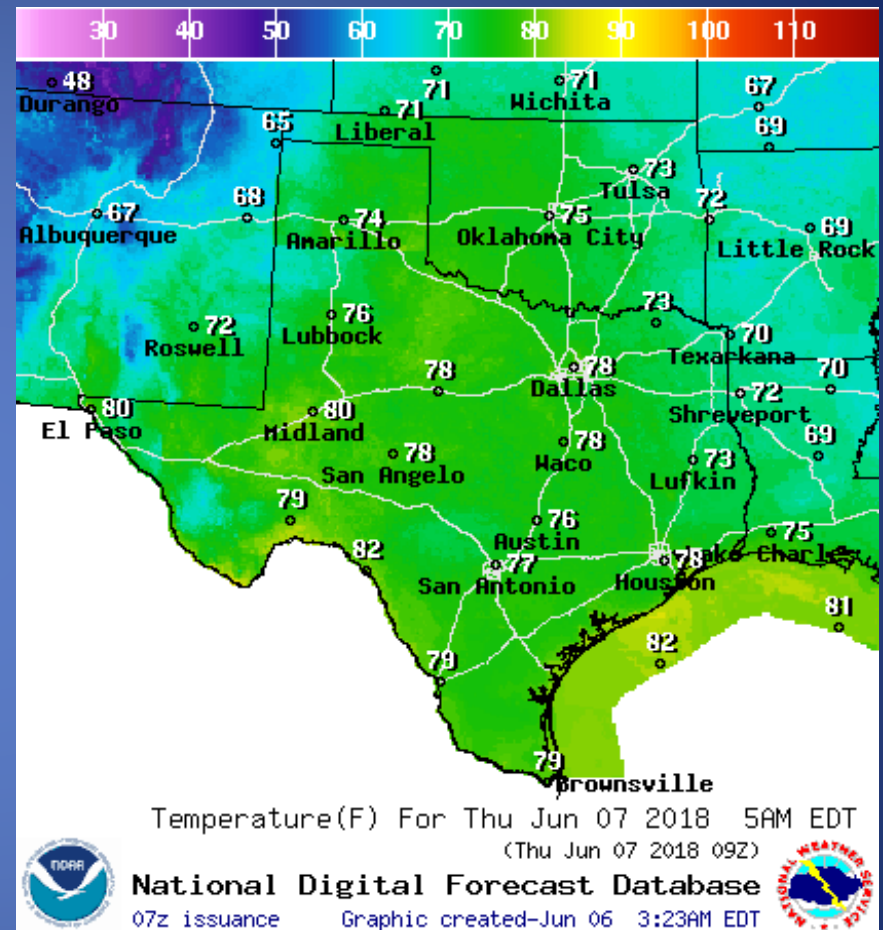 30 40 50 60 70 80 90 100 110
48
Durango
71
71
Liberal
71
Wichita
67
65
69
73
Tulsa
67
Albuquerque
68
74
Amarillo
75
Oklahoma City
72
69
Little Rock
72
Roswell
76
Lubbock
73
70
Texarkana
78
78
Dallas
70
72
Shreveport
80
El Paso
80
Midland
78
San Angelo
78
Waco
73
Lufkin
69
79
76
Austin
75
Lake Charles
82
77
San Antonio
78
Houston
81
82
79
79
Brownsville
Temperature(F) For Thu Jun 07 2018 5AM EDT
(Thu Jun 07 2018 09Z)
National Digital Forecast Database
07z issuance Graphic created-Jun 06 3:23AM EDT
NOAA
NATIONAL WEATHER SERVICE